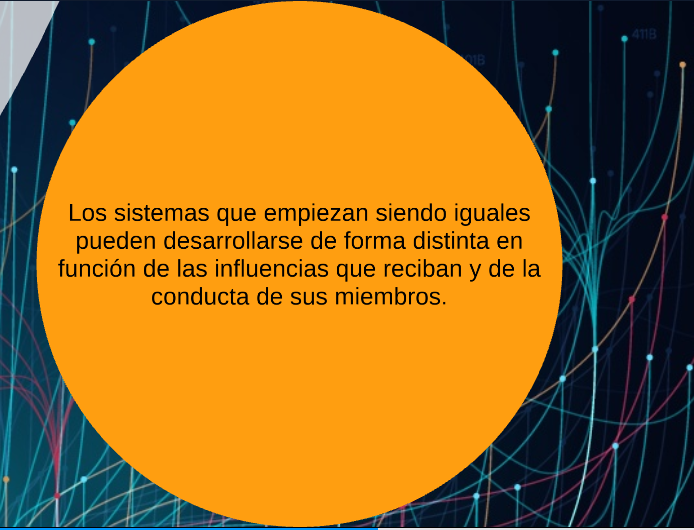 411B
Los sistemas que empiezan siendo iguales
pueden desarrollarse de forma distinta en
función de las influencias que reciban y de la
conducta de sus miembros.